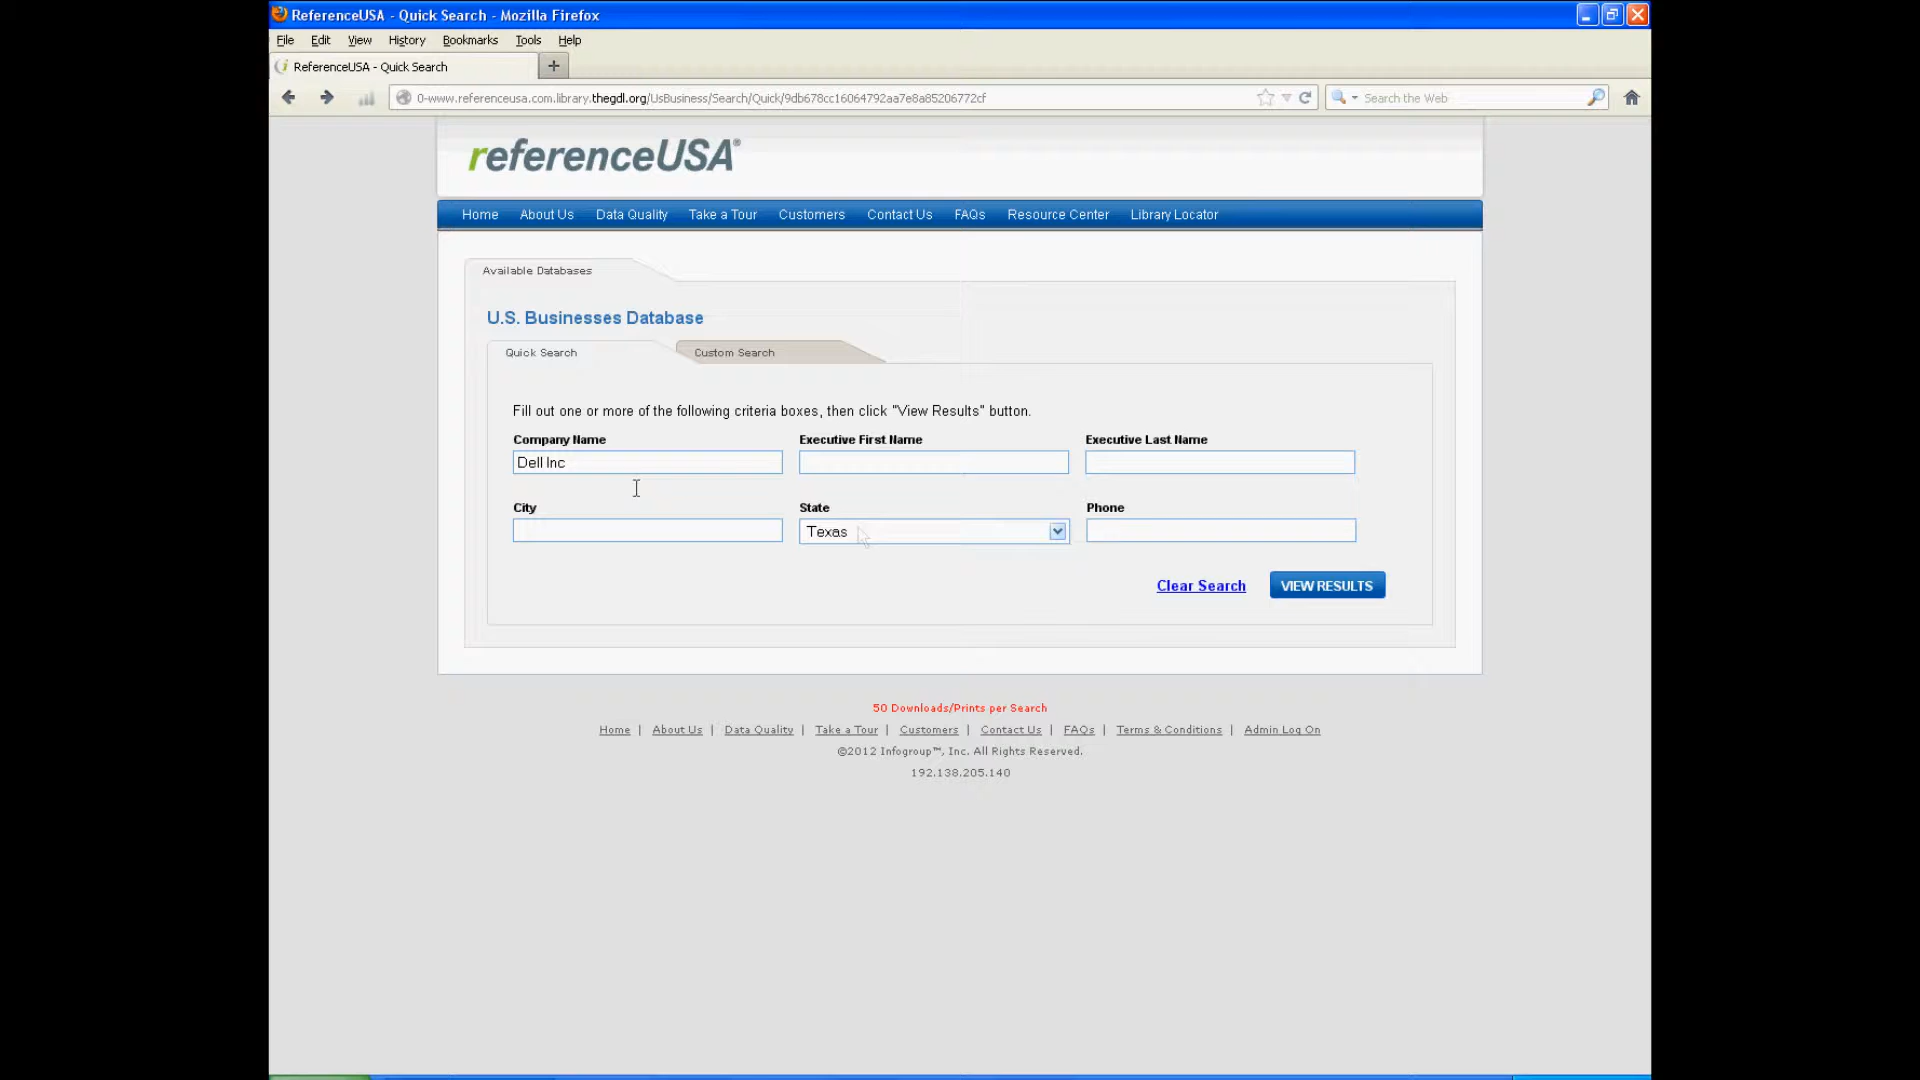 ReferenceUSA - Quick Search - Mozilla Firefox
File Edit View History Bookmarks Tools Help
ReferenceUSA - Quick Search
0-www.referenceusa.com.library.thegdl.org/UsBusiness/Search/Quick/9db678cc16064792aa7e8a85206772cf Search the Web
referenceUSA®
Home About Us Data Quality Take a Tour Customers Contact Us FAQs Resource Center Library Locator
Available Databases
U.S. Businesses Database
Quick Search Custom Search
Fill out one or more of the following criteria boxes, then click "View Results" button.
Company Name Executive First Name Executive Last Name
Dell Inc
City State Phone
Texas
Clear Search VIEW RESULTS
50 Downloads/Prints per Search
Home | About Us | Data Quality | Take a Tour | Customers | Contact Us | FAQs | Terms & Conditions | Admin Log On
©2012 Infogroup™, Inc. All Rights Reserved.
192.138.205.140